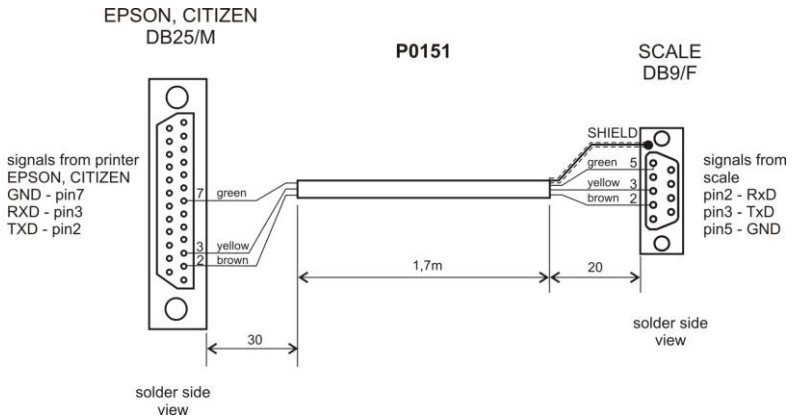 EPSON, CITIZEN
DB25/M
P0151
SCALE
DB9/F
signals from printer
EPSON, CITIZEN
GND - pin7
RXD - pin3
TXD - pin2
7 green
3 yellow
2 brown
SHIELD
green 5
yellow 3
brown 2
signals from
scale
pin2 - RxD
pin3 - TxD
pin5 - GND
1,7m
20
30
solder side
view
solder side
view